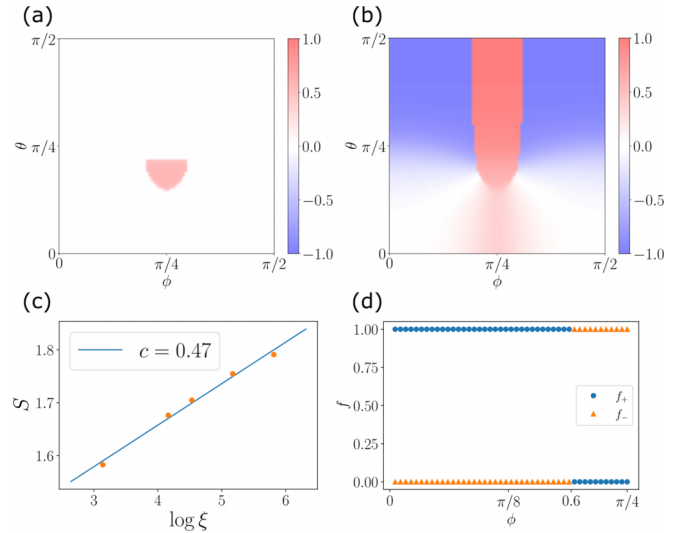 (a)
π/2
θ π/4
0
0 π/4 π/2
ϕ
1.0
0.5
0.0
−0.5
−1.0
(b)
π/2
θ π/4
0
0 π/4 π/2
ϕ
1.0
0.5
0.0
−0.5
−1.0
(c)
c = 0.47
S
1.8
1.7
1.6
3 4 5 6
log ξ
(d)
f
1.00
0.75
0.50
0.25
0.00
f₊
f₋
0 π/8 0.6 π/4
ϕ